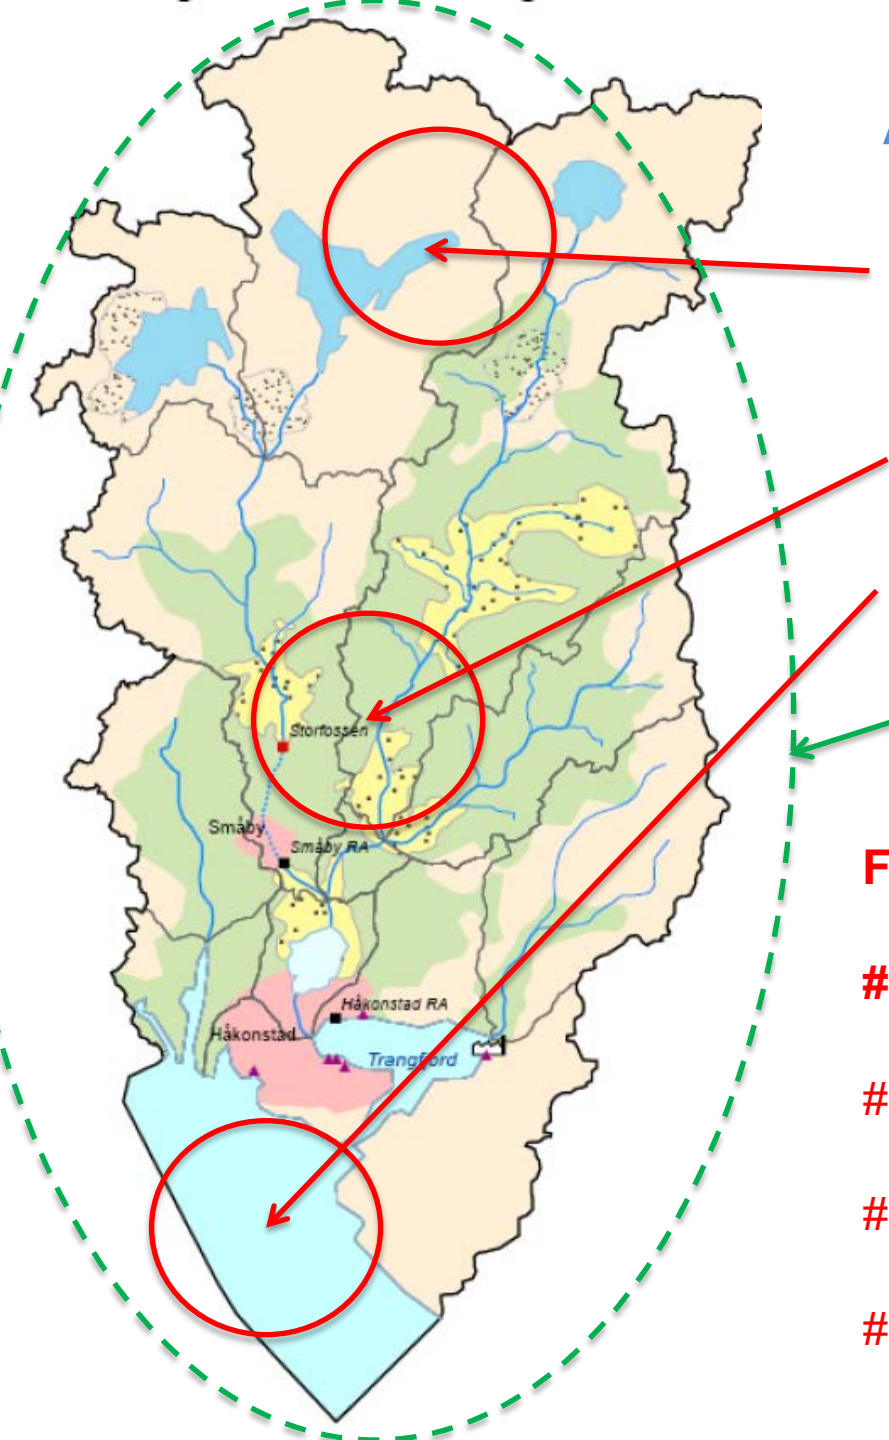 Storfossen
Småby
Småby RA
Håkonstad RA
Håkonstad
Trangfjord
F
#
#
#
#